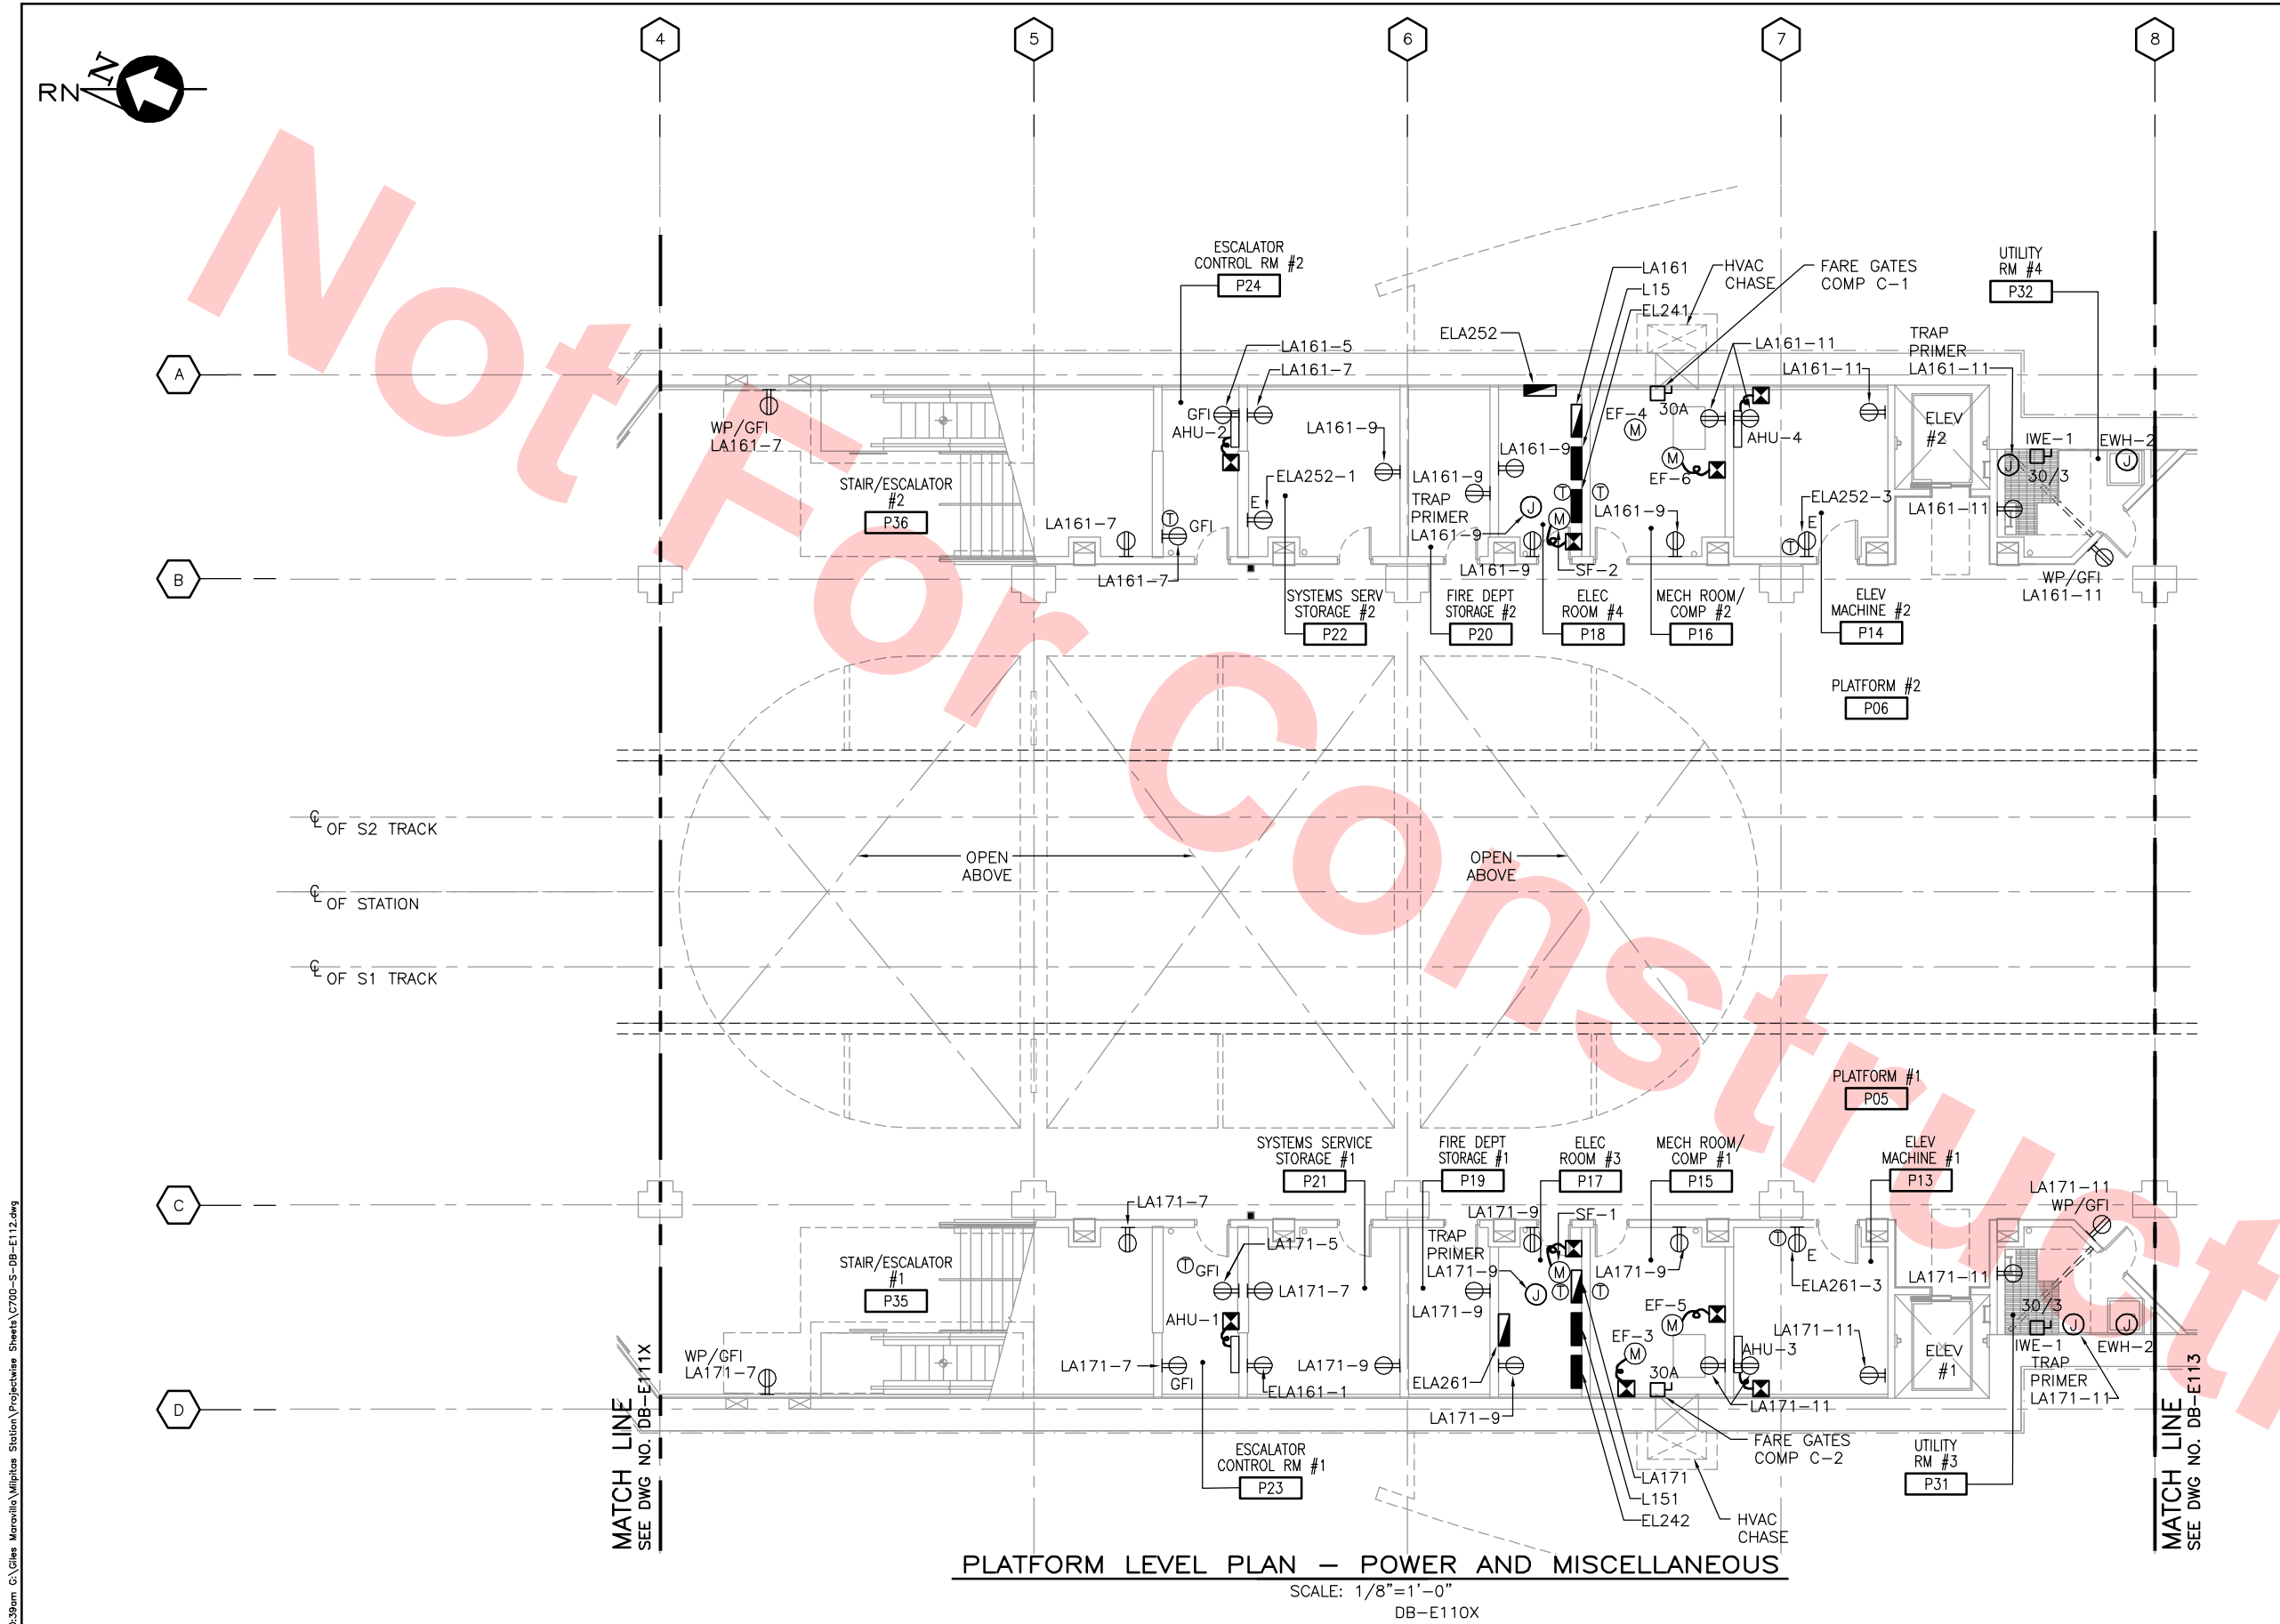 4
5
6
7
8
RN
N
A
B
C
D
Not For Construct
ESCALATOR
CONTROL RM #2
P24
LA161
L15
EL241
HVAC
CHASE
FARE GATES
COMP C-1
UTILITY
RM #4
P32
ELA252
LA161-5
LA161-7
LA161-11
LA161-11
TRAP
PRIMER
LA161-11
GFI
AHU-2
EF-4
30A
AHU-4
ELEV
#2
IWE-1
EWH-2
30/3
WP/GFI
LA161-7
LA161-9
LA161-9
LA161-9
M
M
EF-6
J
J
STAIR/ESCALATOR
#2
P36
ELA252-1
E
TRAP
PRIMER
LA161-9
J
T
T
M
LA161-9
ELA252-3
E
T
LA161-11
LA161-7
T
GFI
LA161-7
LA161-9
SF-2
WP/GFI
LA161-11
SYSTEMS SERV
STORAGE #2
P22
FIRE DEPT
STORAGE #2
P20
ELEC
ROOM #4
P18
MECH ROOM/
COMP #2
P16
ELEV
MACHINE #2
P14
PLATFORM #2
P06
℄ OF S2 TRACK
OPEN
ABOVE
OPEN
ABOVE
℄ OF STATION
℄ OF S1 TRACK
PLATFORM #1
P05
SYSTEMS SERVICE
STORAGE #1
P21
FIRE DEPT
STORAGE #1
P19
ELEC
ROOM #3
P17
MECH ROOM/
COMP #1
P15
ELEV
MACHINE #1
P13
LA171-11
WP/GFI
LA171-7
LA171-9
SF-1
STAIR/ESCALATOR
#1
P35
T
GFI
LA171-5
LA171-7
TRAP
PRIMER
LA171-9
LA171-9
J
M
T
T
LA171-9
T
E
ELA261-3
LA171-11
30/3
AHU-1
EF-5
M
EF-3
M
AHU-3
LA171-11
ELEV
#1
IWE-1
J
J
EWH-2
TRAP
PRIMER
LA171-11
WP/GFI
LA171-7
LA171-7
GFI
ELA161-1
LA171-9
ELA261
LA171-9
30A
LA171-11
FARE GATES
COMP C-2
ESCALATOR
CONTROL RM #1
P23
LA171
L151
EL242
HVAC
CHASE
UTILITY
RM #3
P31
MATCH LINE
SEE DWG NO. DB-E111X
MATCH LINE
SEE DWG NO. DB-E113
PLATFORM LEVEL PLAN – POWER AND MISCELLANEOUS
SCALE: 1/8"=1'-0"
DB-E110X
:39am G:\Giles Maravilla\Milpitas Station\Projectwise Sheets\C700-S-DB-E112.dwg